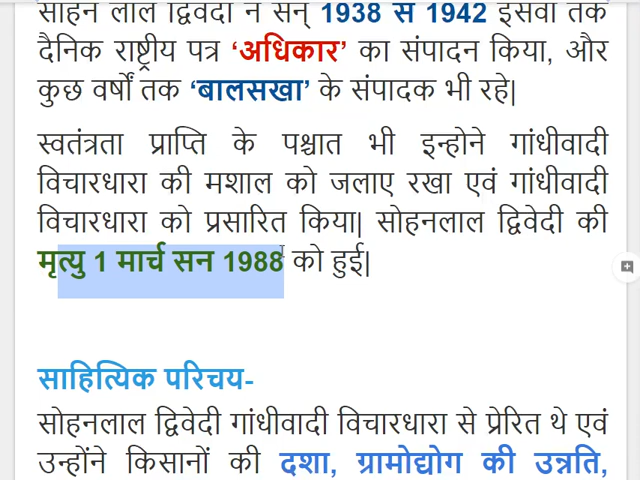 सोहन लाल द्विवेदी ने सन् 1938 से 1942 इसवी तक
दैनिक राष्ट्रीय पत्र ‘अधिकार’ का संपादन किया, और
कुछ वर्षों तक ‘बालसखा’ के संपादक भी रहे|
स्वतंत्रता प्राप्ति के पश्चात भी इन्होने गांधीवादी
विचारधारा की मशाल को जलाए रखा एवं गांधीवादी
विचारधारा को प्रसारित किया| सोहनलाल द्विवेदी की
मृत्यु 1 मार्च सन 1988 को हुई|
साहित्यिक परिचय-
सोहनलाल द्विवेदी गांधीवादी विचारधारा से प्रेरित थे एवं
उन्होंने किसानों की दशा, ग्रामोद्योग की उन्नति,